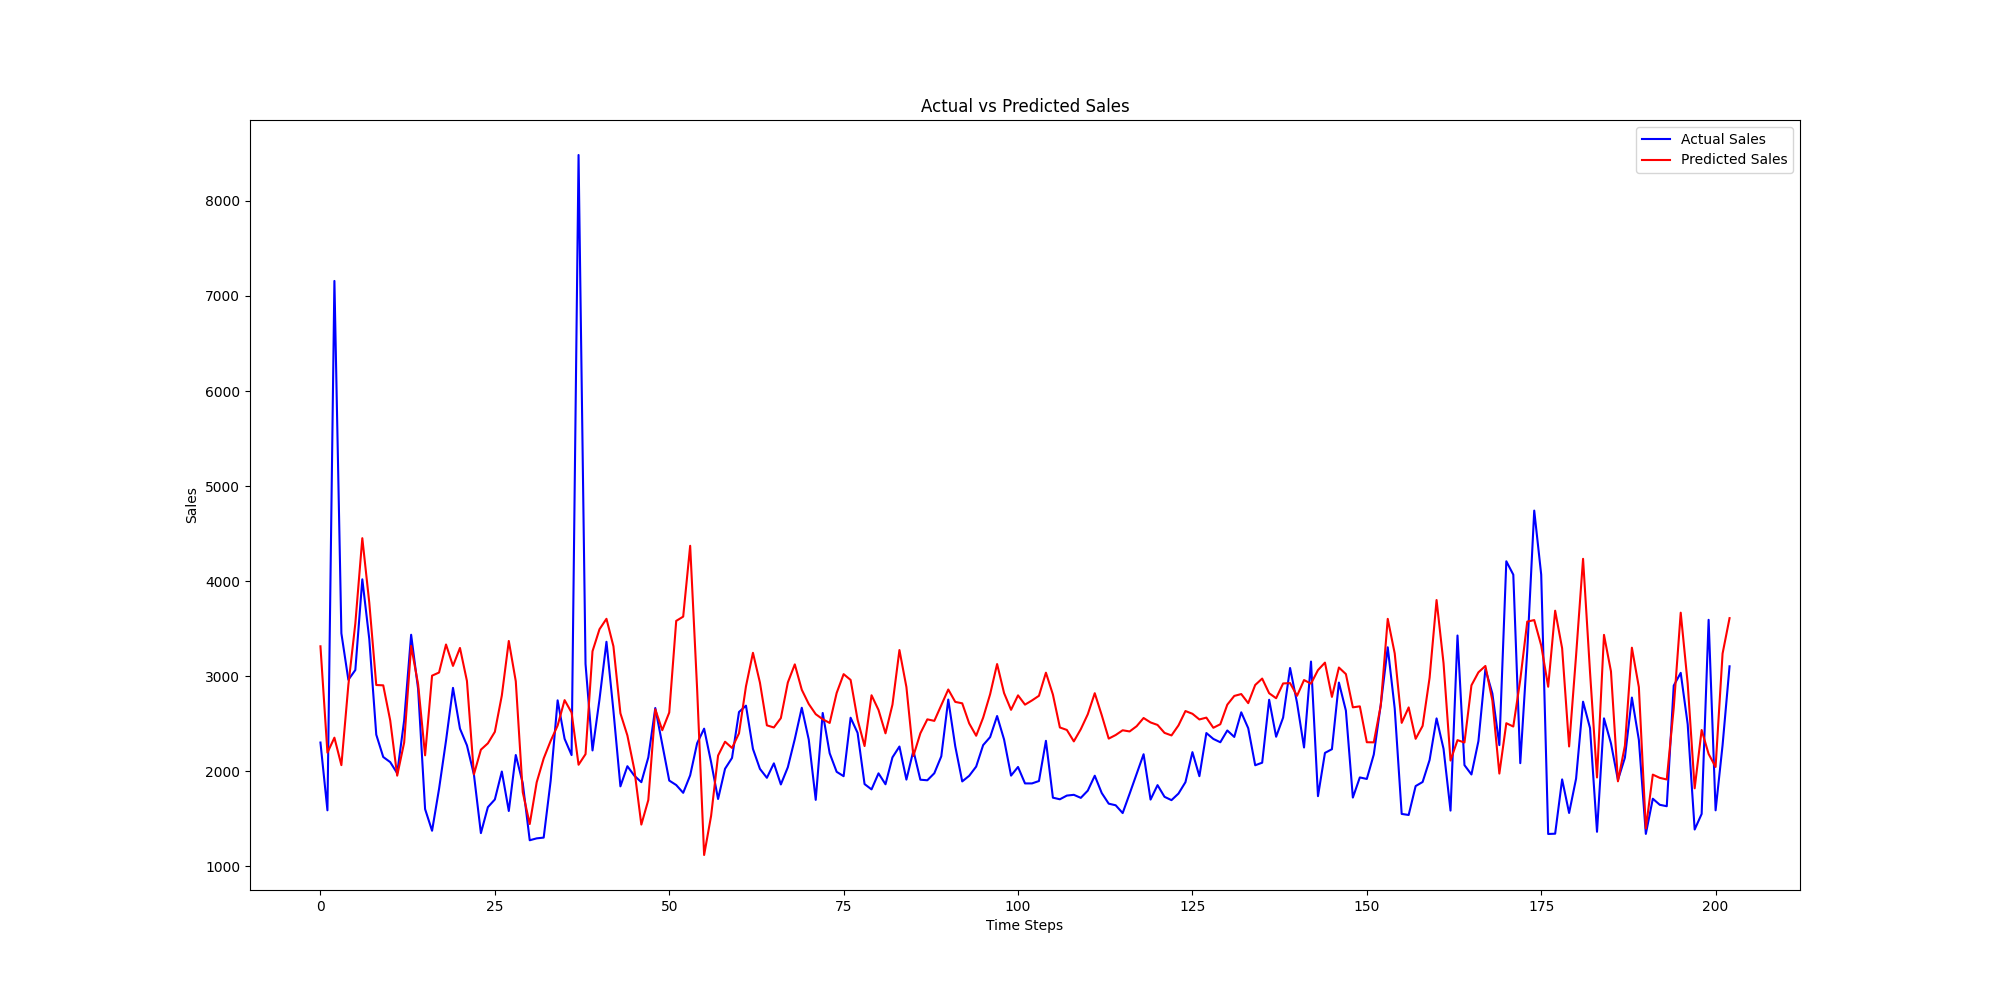 Actual vs Predicted Sales
Actual Sales
Predicted Sales
8000
7000
6000
5000
4000
3000
2000
1000
Sales
0 25 50 75 100 125 150 175 200
Time Steps